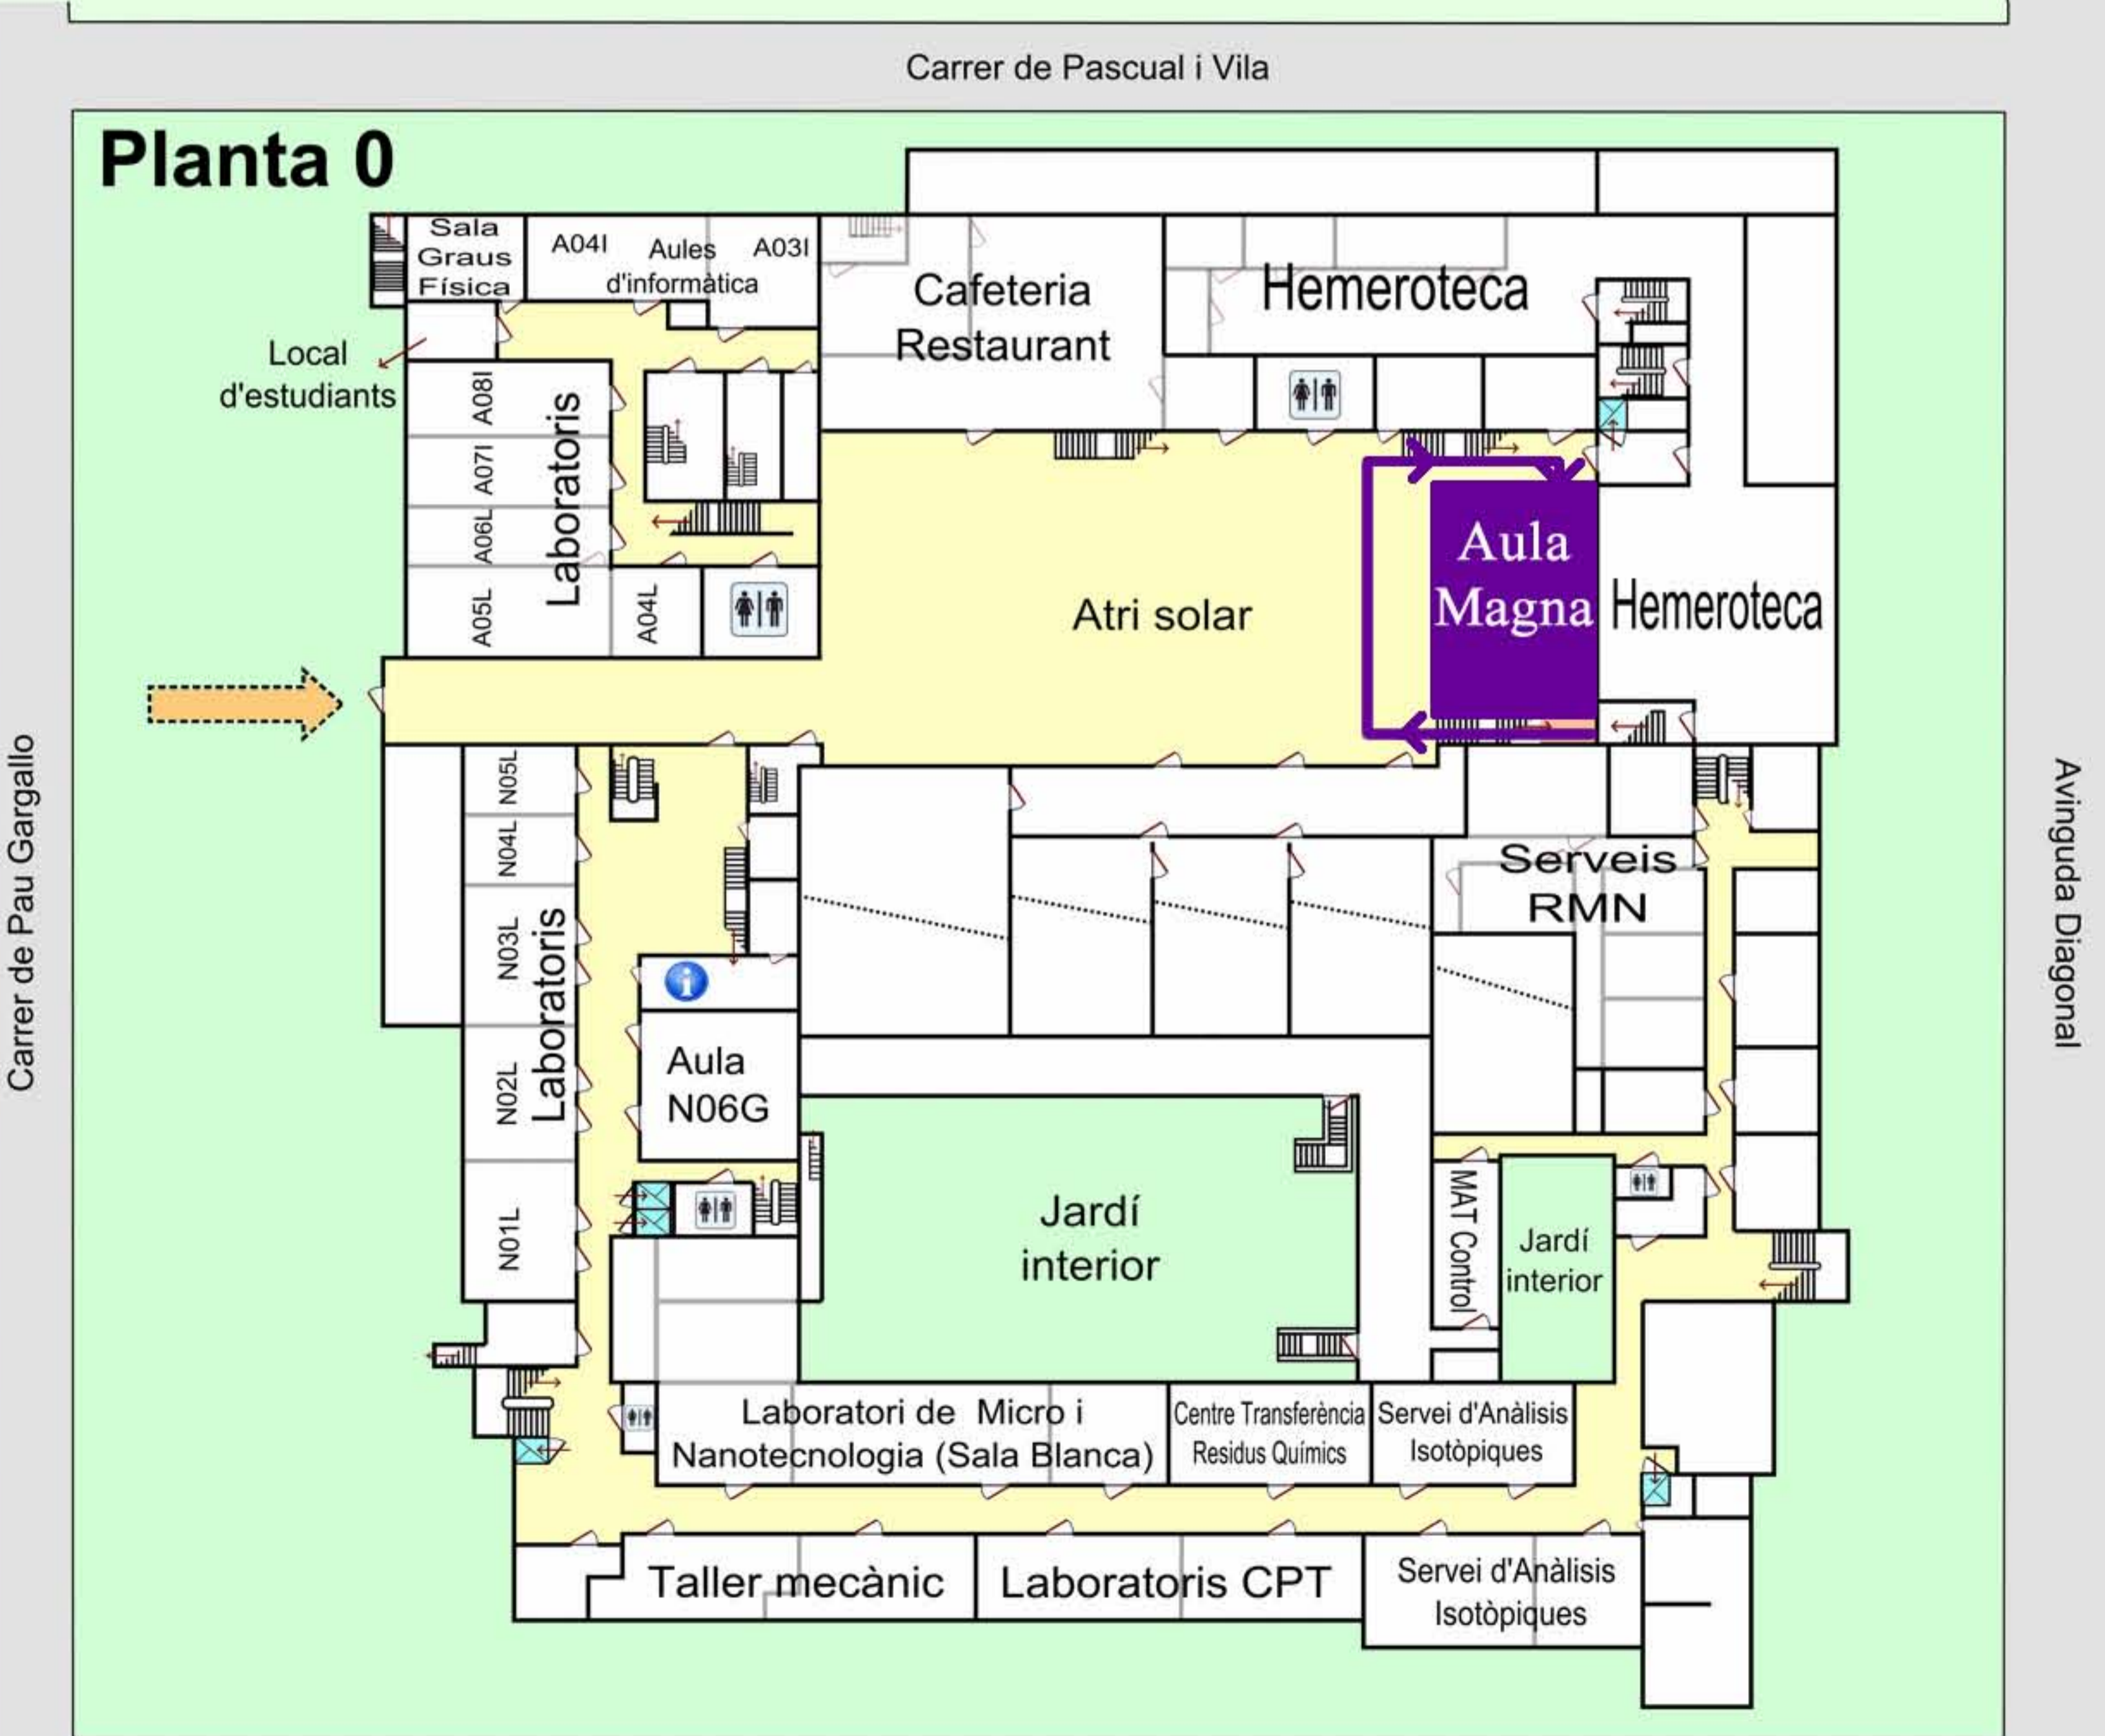 Carrer de Pascual i Vila
Planta 0
Sala
Graus
Física
A04I
Aules
d'informàtica
A03I
Cafeteria
Restaurant
Hemeroteca
Local
d'estudiants
A08I
A07I
A06L
A05L
Laboratoris
A04L
Atri solar
Aula
Magna
Hemeroteca
Carrer de Pau Gargallo
Avinguda Diagonal
N05L
N04L
N03L
N02L
N01L
Laboratoris
i
Aula
N06G
Serveis
RMN
Jardí
interior
MAT Control
Jardí
interior
Laboratori de Micro i
Nanotecnologia (Sala Blanca)
Centre Transferència
Residus Químics
Servei d'Anàlisis
Isotòpiques
Taller mecànic
Laboratoris CPT
Servei d'Anàlisis
Isotòpiques